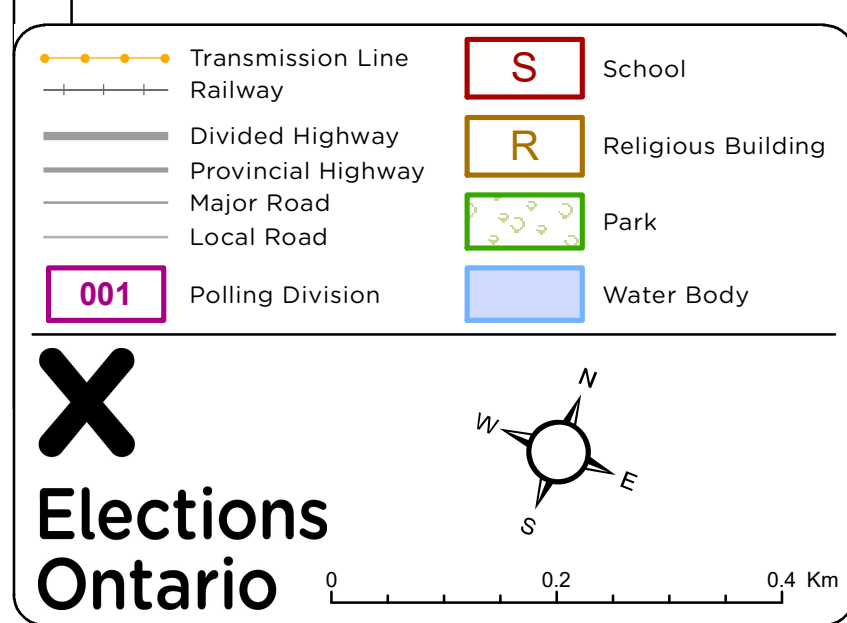 Transmission Line
Railway
Divided Highway
Provincial Highway
Major Road
Local Road
001 Polling Division
S School
R Religious Building
Park
Water Body
N
W
E
S
Elections
Ontario
0 0.2 0.4 Km